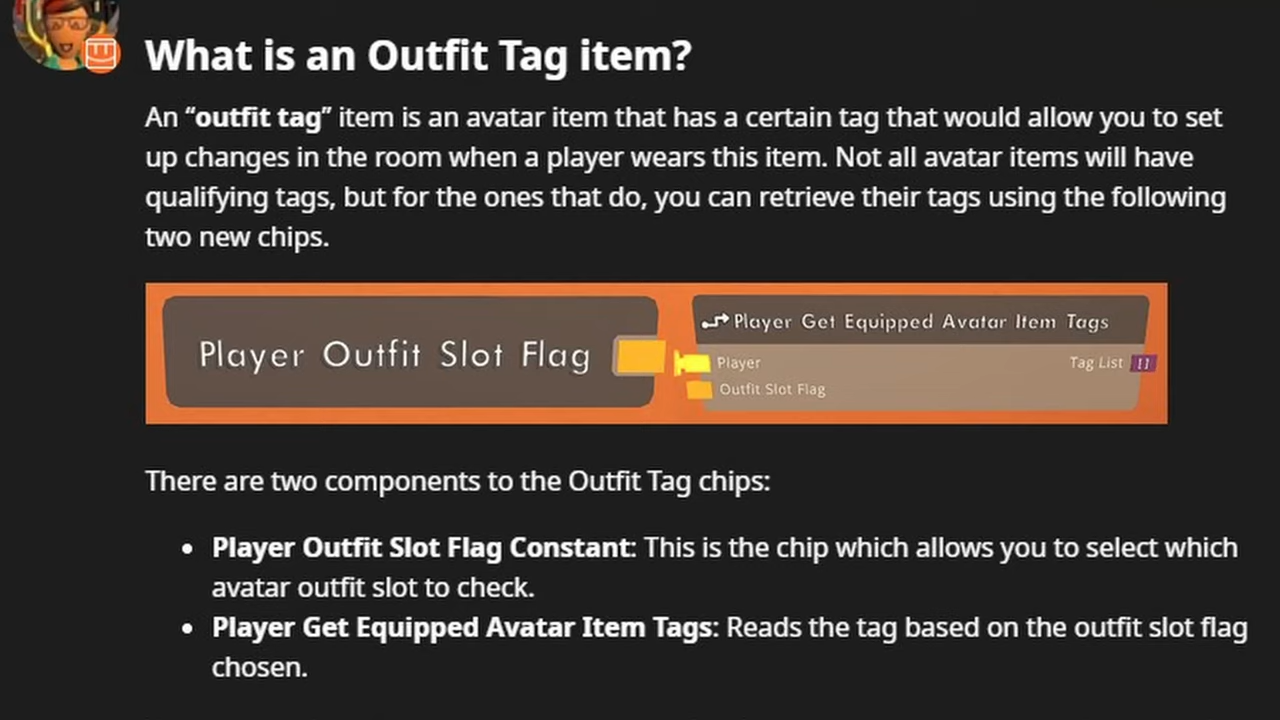 What is an Outfit Tag item?
An “outfit tag” item is an avatar item that has a certain tag that would allow you to set
up changes in the room when a player wears this item. Not all avatar items will have
qualifying tags, but for the ones that do, you can retrieve their tags using the following
two new chips.
Player Outfit Slot Flag
Player Get Equipped Avatar Item Tags
Player
Tag List []
Outfit Slot Flag
There are two components to the Outfit Tag chips:
• Player Outfit Slot Flag Constant: This is the chip which allows you to select which
avatar outfit slot to check.
• Player Get Equipped Avatar Item Tags: Reads the tag based on the outfit slot flag
chosen.